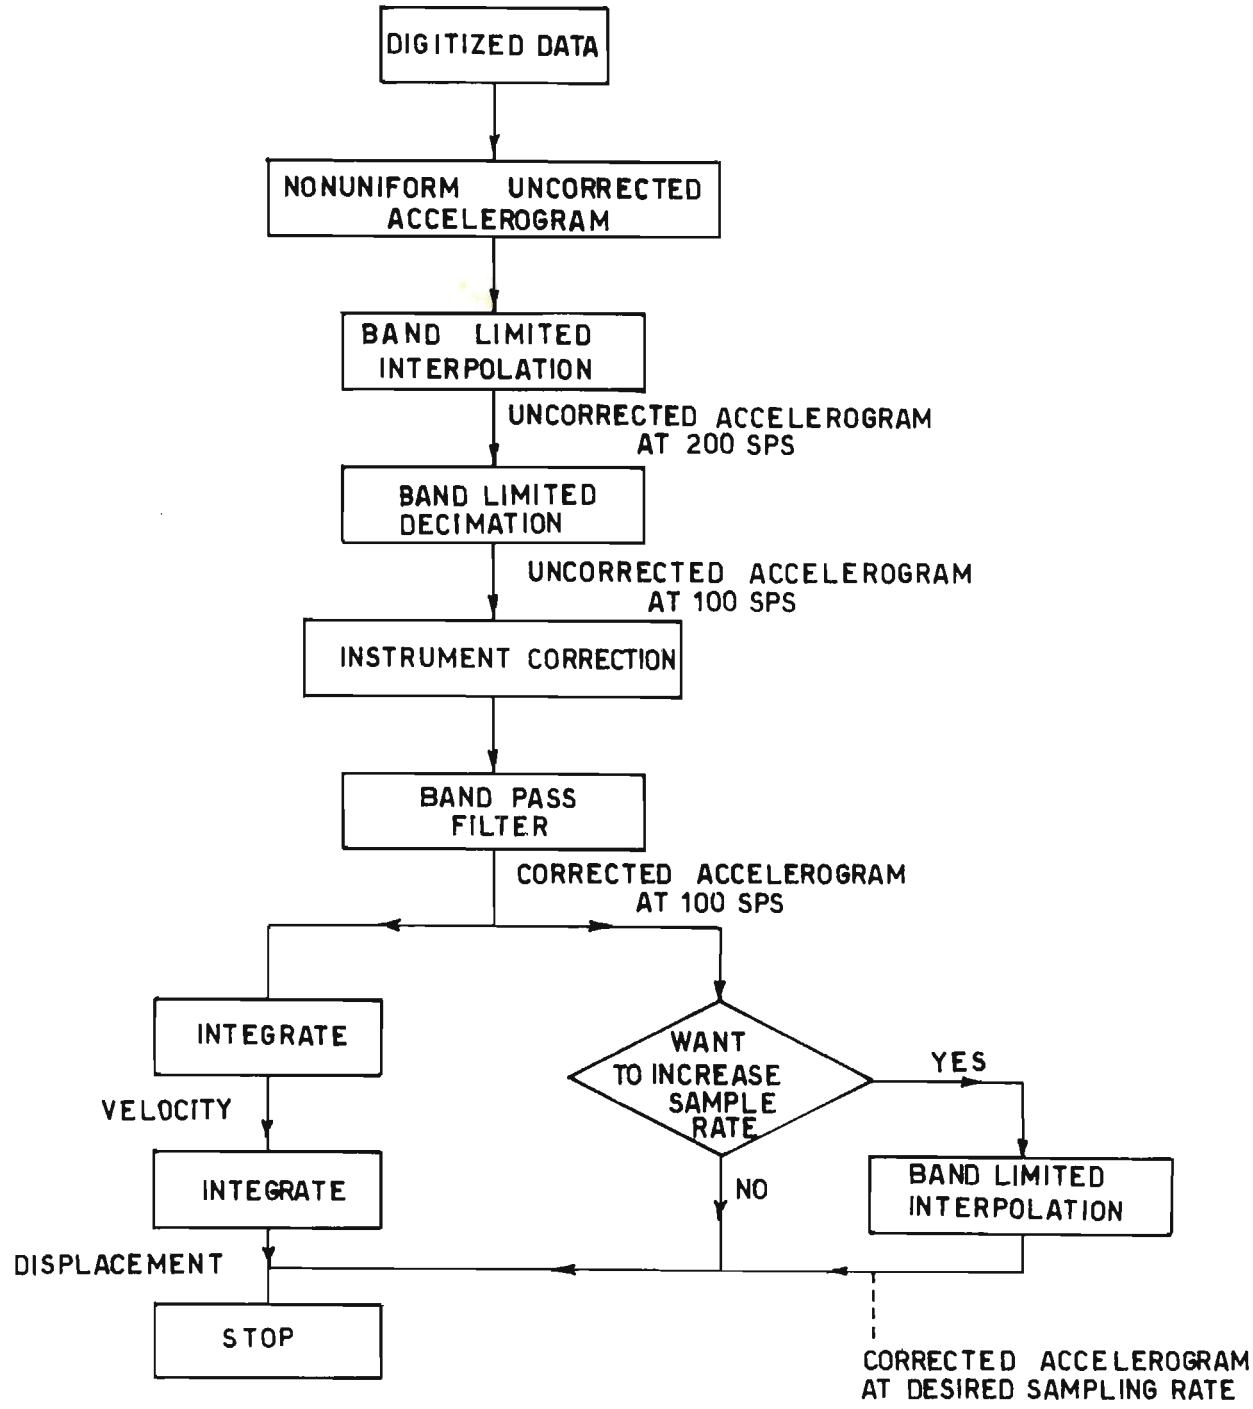 DIGITIZED DATA
NONUNIFORM UNCORRECTED
ACCELEROGRAM
BAND LIMITED
INTERPOLATION
UNCORRECTED ACCELEROGRAM
AT 200 SPS
BAND LIMITED
DECIMATION
UNCORRECTED ACCELEROGRAM
AT 100 SPS
INSTRUMENT CORRECTION
BAND PASS
FILTER
CORRECTED ACCELEROGRAM
AT 100 SPS
INTEGRATE
WANT
TO INCREASE
SAMPLE
RATE
YES
VELOCITY
INTEGRATE
NO
BAND LIMITED
INTERPOLATION
DISPLACEMENT
STOP
CORRECTED ACCELEROGRAM
AT DESIRED SAMPLING RATE